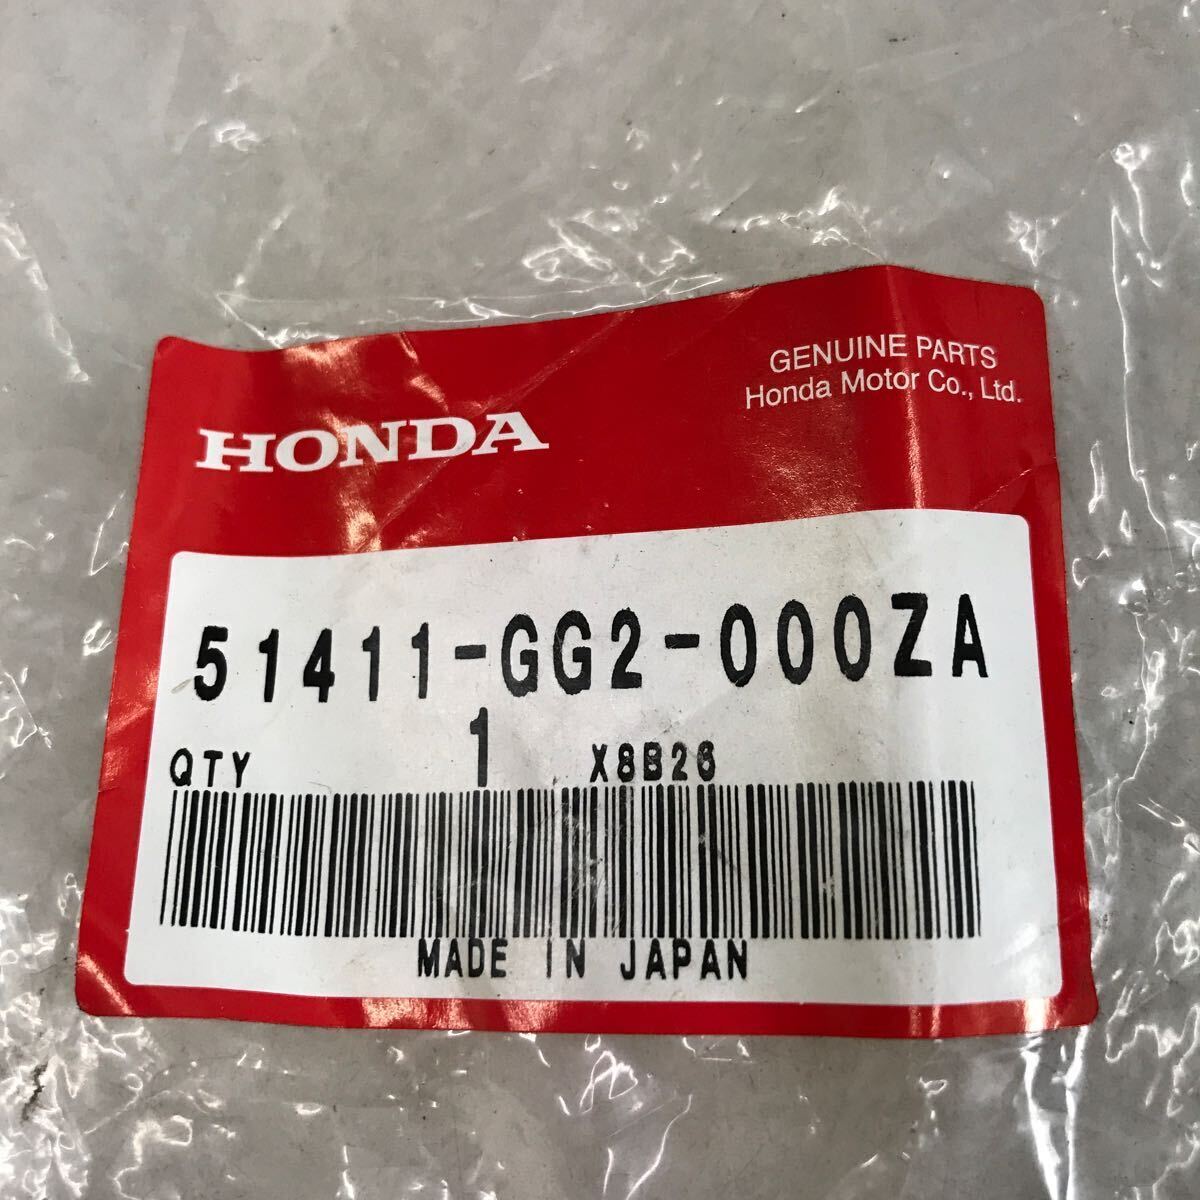 GENUINE PARTS
Honda Motor Co., Ltd.
HONDA
51411-GG2-000ZA
QTY 1 X8B26
MADE IN JAPAN